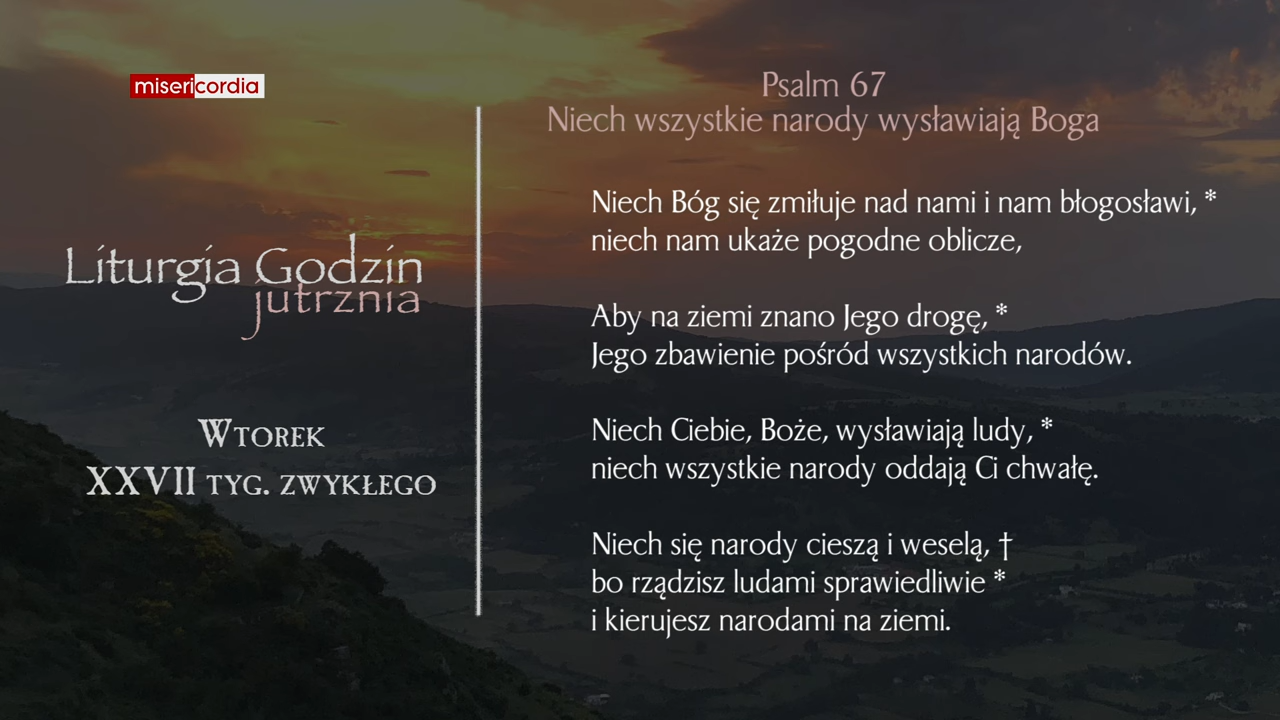 misericordia
Liturgia Godzin
jutrznia
Wtorek
XXVII tyg. zwykłego
Psalm 67
Niech wszystkie narody wysławiają Boga
Niech Bóg się zmiłuje nad nami i nam błogosławi, *
niech nam ukaże pogodne oblicze,
Aby na ziemi znano Jego drogę, *
Jego zbawienie pośród wszystkich narodów.
Niech Ciebie, Boże, wysławiają ludy, *
niech wszystkie narody oddają Ci chwałę.
Niech się narody cieszą i weselą, †
bo rządzisz ludami sprawiedliwie *
i kierujesz narodami na ziemi.